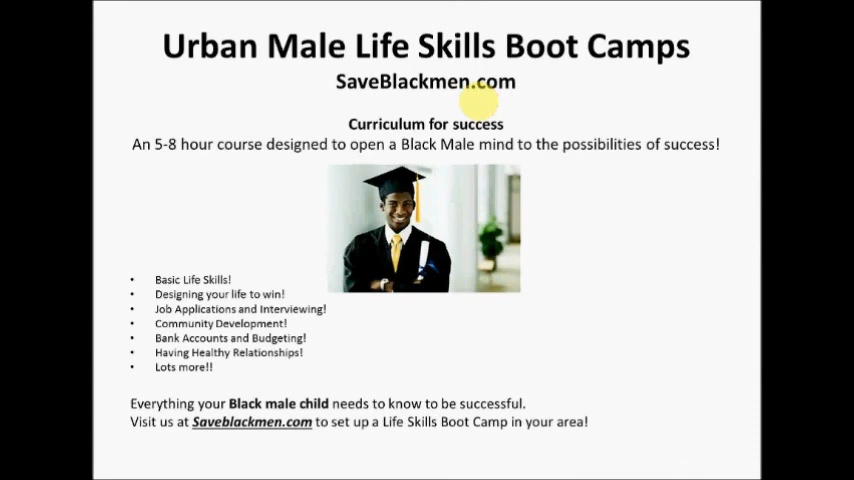 Urban Male Life Skills Boot Camps
SaveBlackmen.com
Curriculum for success
An 5-8 hour course designed to open a Black Male mind to the possibilities of success!
• Basic Life Skills!
• Designing your life to win!
• Job Applications and Interviewing!
• Community Development!
• Bank Accounts and Budgeting!
• Having Healthy Relationships!
• Lots more!!
Everything your Black male child needs to know to be successful.
Visit us at Saveblackmen.com to set up a Life Skills Boot Camp in your area!